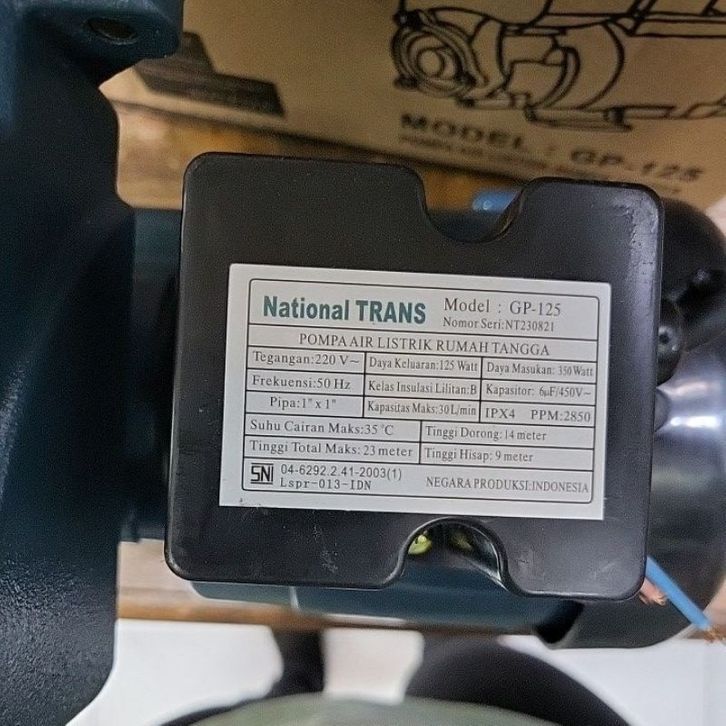 MODEL : GP-125
National TRANS
Model : GP-125
Nomor Seri:NT230821
POMPA AIR LISTRIK RUMAH TANGGA
Tegangan:220 V~ Daya Keluaran:125 Watt Daya Masukan: 350 Watt
Frekuensi:50 Hz Kelas Insulasi Lilitan:B Kapasitor: 6µF/450V~
Pipa:1" x 1" Kapasitas Maks:30 L/min IPX4 PPM:2850
Suhu Cairan Maks:35 °C Tinggi Dorong: 14 meter
Tinggi Total Maks: 23 meter Tinggi Hisap: 9 meter
SNI 04-6292.2.41-2003(1)
Lspr-013-IDN NEGARA PRODUKSI:INDONESIA